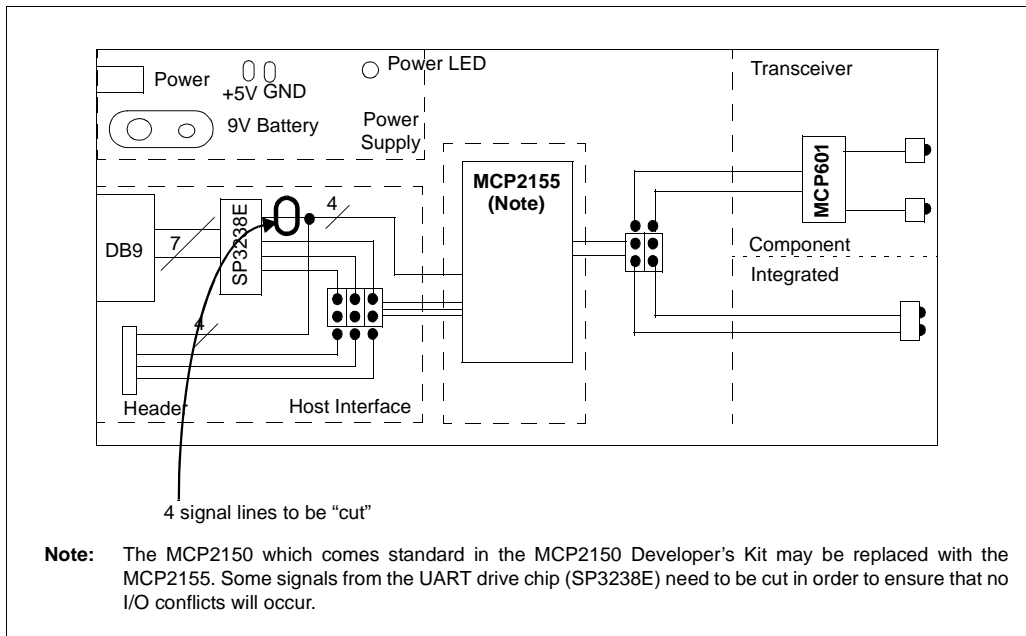 Power
+5V GND
Power LED
9V Battery
Power
Supply
Transceiver
MCP601
Component
Integrated
MCP2155
(Note)
DB9
7
SP3238E
4
4
Header
Host Interface
4 signal lines to be “cut”
Note: The MCP2150 which comes standard in the MCP2150 Developer’s Kit may be replaced with the
MCP2155. Some signals from the UART drive chip (SP3238E) need to be cut in order to ensure that no
I/O conflicts will occur.